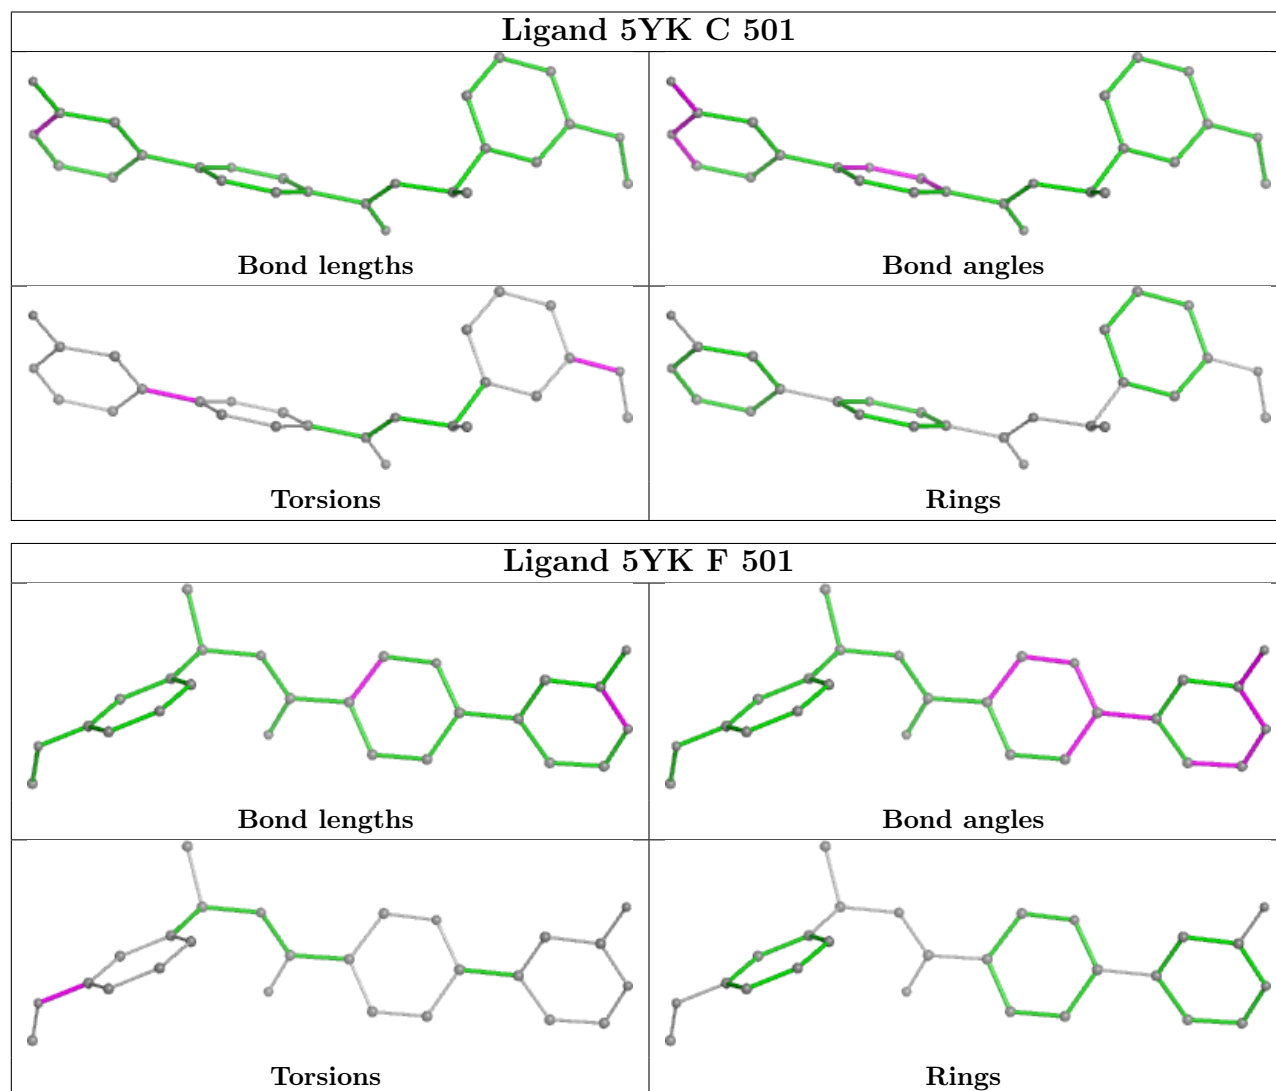 Ligand 5YK C 501
Bond lengths
Bond angles
Torsions
Rings
Ligand 5YK F 501
Bond lengths
Bond angles
Torsions
Rings